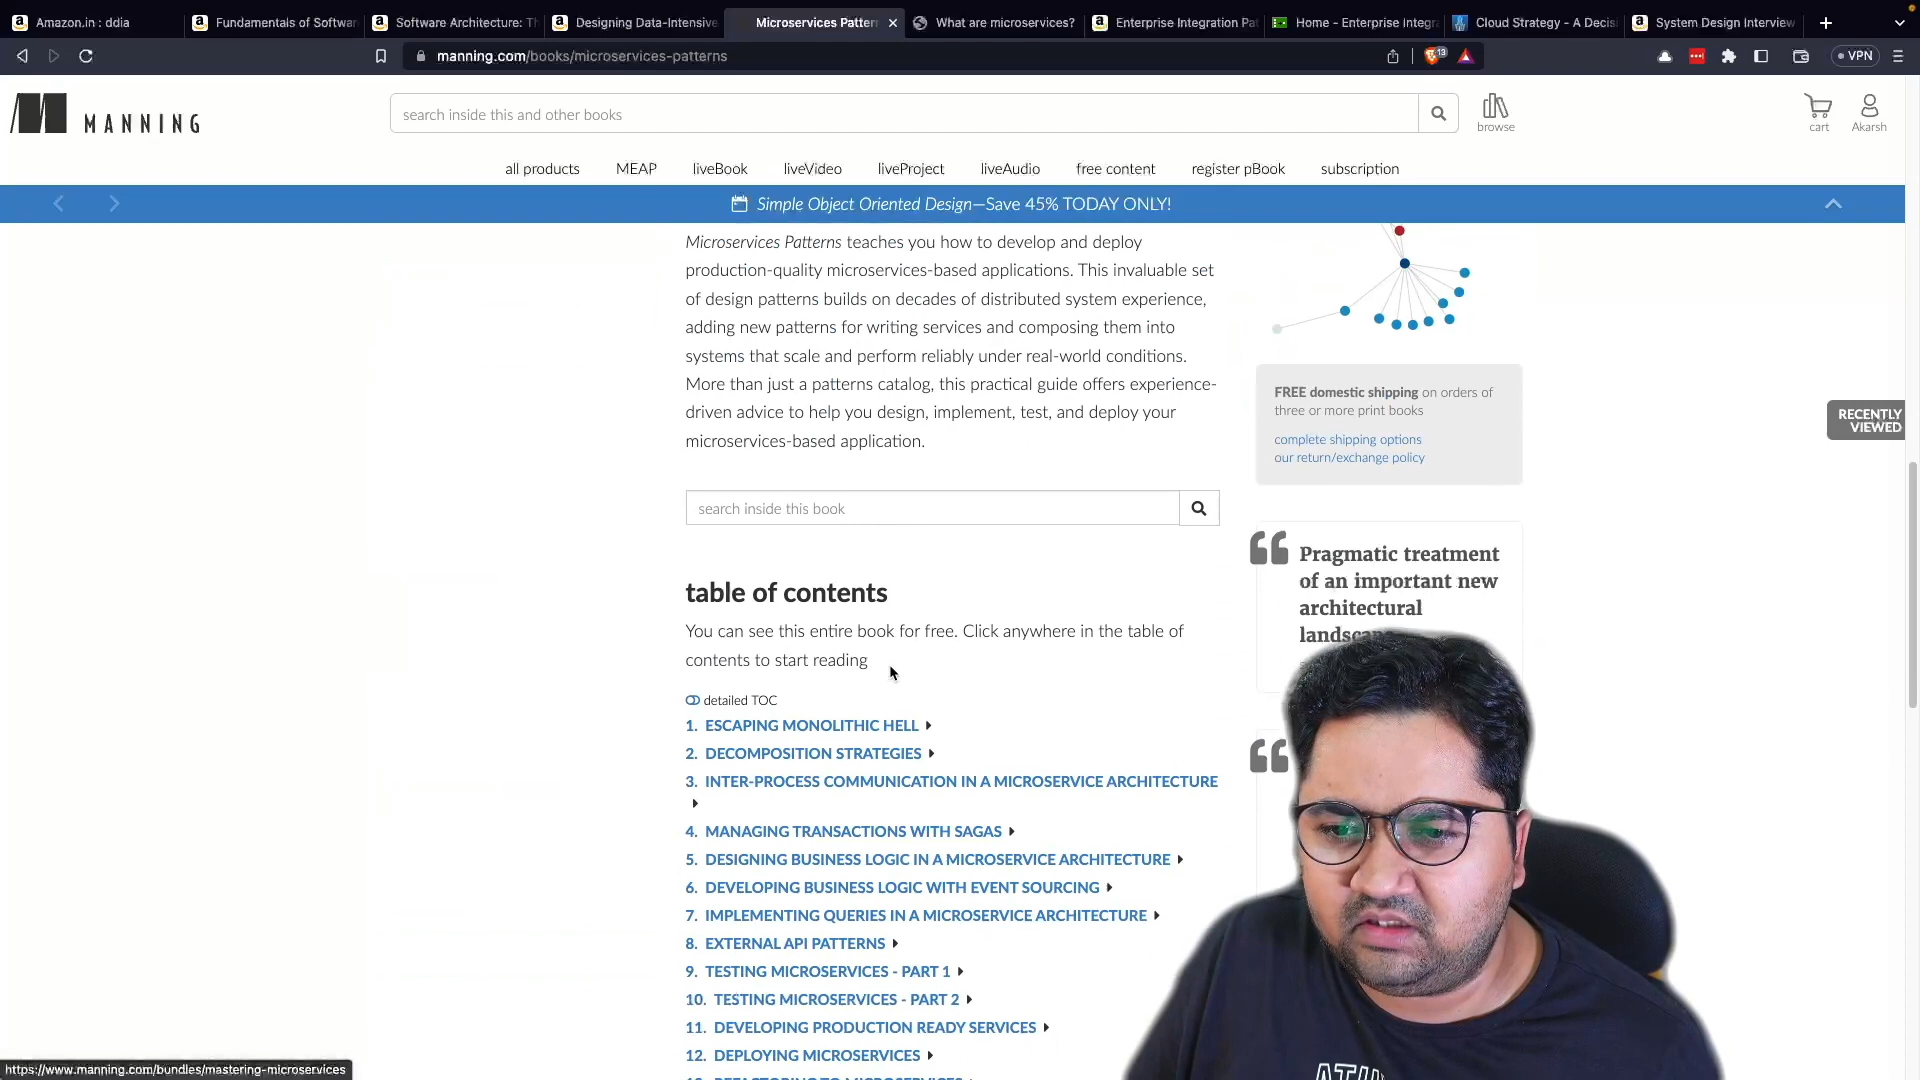 Amazon.in : ddia
Fundamentals of Softwar
Software Architecture: Th
Designing Data-Intensive
Microservices Patter
What are microservices?
Enterprise Integration Pat
Home - Enterprise Integra
Cloud Strategy - A Decisi
System Design Interview
manning.com/books/microservices-patterns
13
VPN
MANNING
search inside this and other books
browse
cart
Akarsh
all products MEAP liveBook liveVideo liveProject liveAudio free content register pBook subscription
Simple Object Oriented Design—Save 45% TODAY ONLY!
Microservices Patterns teaches you how to develop and deploy
production-quality microservices-based applications. This invaluable set
of design patterns builds on decades of distributed system experience,
adding new patterns for writing services and composing them into
systems that scale and perform reliably under real-world conditions.
More than just a patterns catalog, this practical guide offers experience-
driven advice to help you design, implement, test, and deploy your
microservices-based application.
search inside this book
table of contents
You can see this entire book for free. Click anywhere in the table of
contents to start reading
detailed TOC
1. ESCAPING MONOLITHIC HELL
2. DECOMPOSITION STRATEGIES
3. INTER-PROCESS COMMUNICATION IN A MICROSERVICE ARCHITECTURE
4. MANAGING TRANSACTIONS WITH SAGAS
5. DESIGNING BUSINESS LOGIC IN A MICROSERVICE ARCHITECTURE
6. DEVELOPING BUSINESS LOGIC WITH EVENT SOURCING
7. IMPLEMENTING QUERIES IN A MICROSERVICE ARCHITECTURE
8. EXTERNAL API PATTERNS
9. TESTING MICROSERVICES - PART 1
10. TESTING MICROSERVICES - PART 2
11. DEVELOPING PRODUCTION READY SERVICES
12. DEPLOYING MICROSERVICES
FREE domestic shipping on orders of
three or more print books
complete shipping options
our return/exchange policy
RECENTLY
VIEWED
Pragmatic treatment
of an important new
architectural
https://www.manning.com/bundles/mastering-microservices